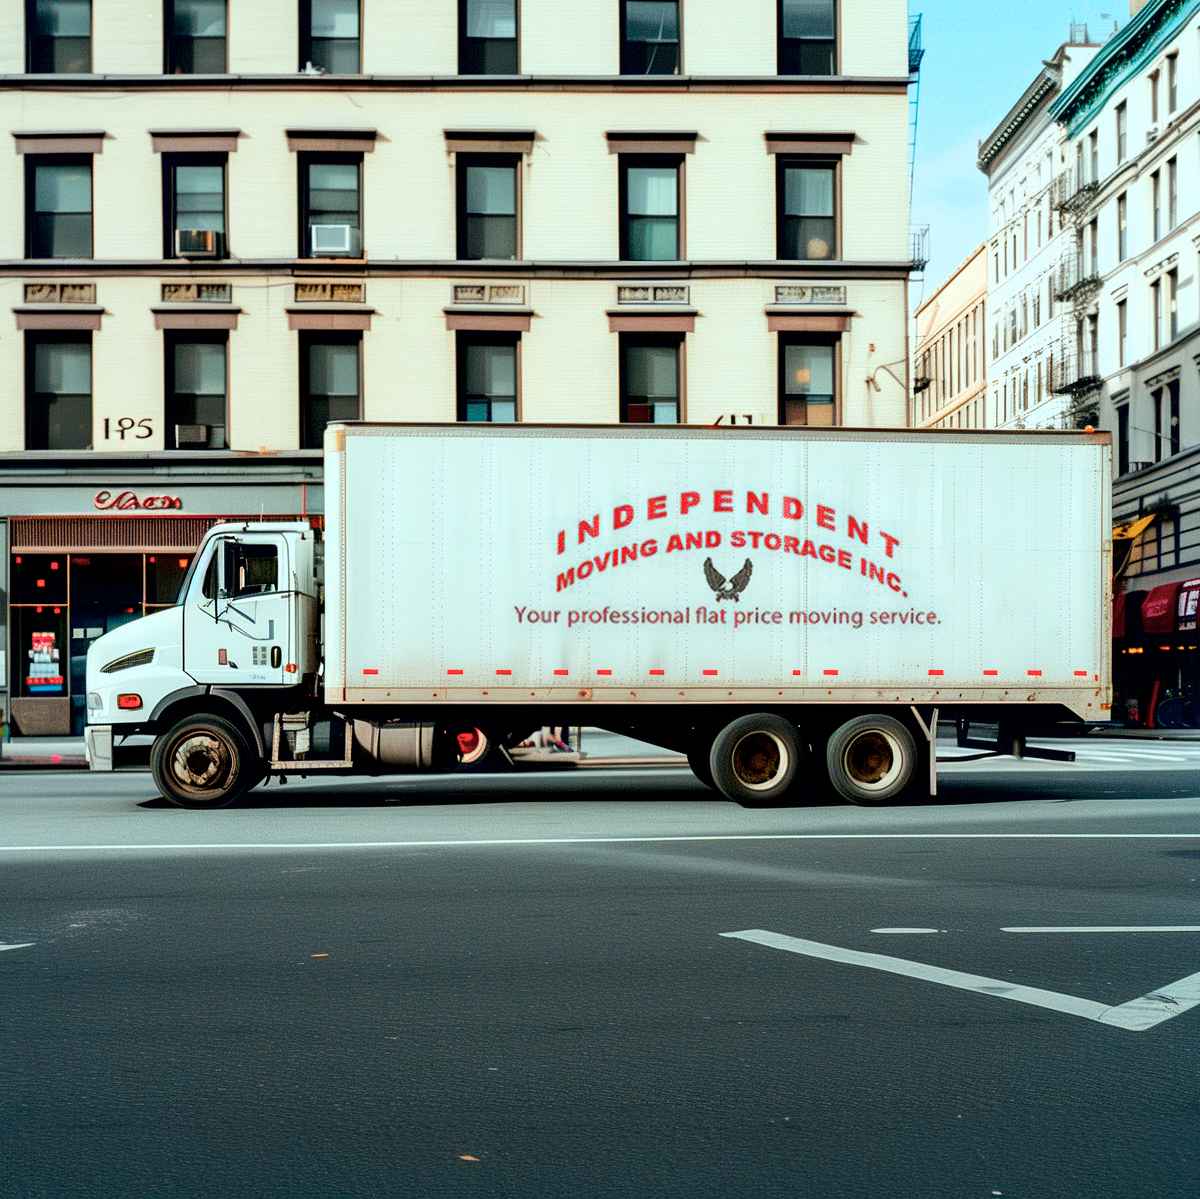 INDEPENDENT
MOVING AND STORAGE INC.
Your professional flat price moving service.